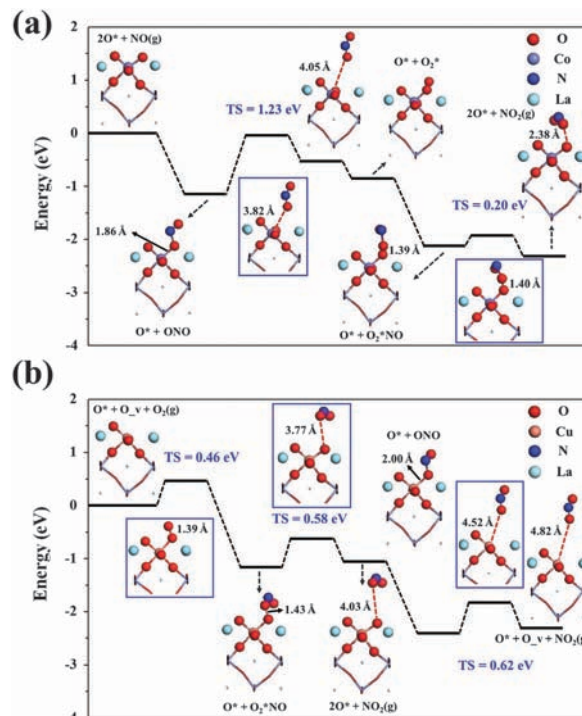 (a)
2
1
0
-1
-2
-3
-4
Energy (eV)
2O* + NO(g)
1.86 Å
O* + ONO
TS = 1.23 eV
3.82 Å
4.05 Å
O* + O₂*
O* + O₂*NO
1.39 Å
TS = 0.20 eV
1.40 Å
2O* + NO₂(g)
2.38 Å
O
Co
N
La
(b)
2
1
0
-1
-2
-3
-4
Energy (eV)
O* + O_v + O₂(g)
TS = 0.46 eV
1.39 Å
O* + O₂*NO
1.43 Å
3.77 Å
TS = 0.58 eV
4.03 Å
2O* + NO₂(g)
O* + ONO
2.00 Å
TS = 0.62 eV
4.52 Å
4.82 Å
O* + O_v + NO₂(g)
O
Cu
N
La